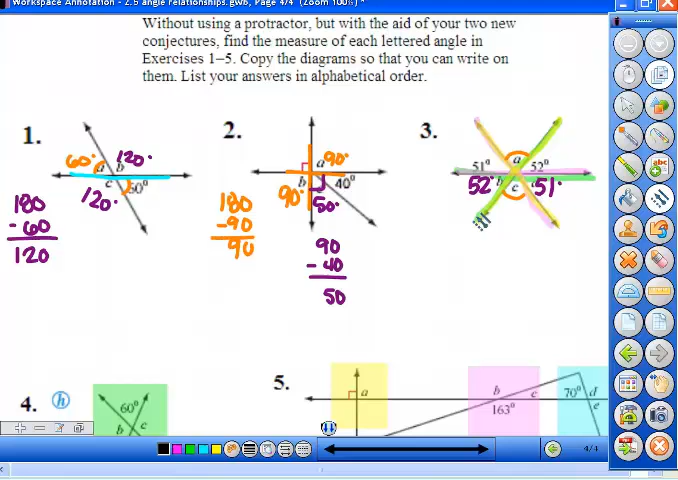 Workspace Annotation - 2.5 angle relationships.gwb, Page 4/4 (Zoom 100%) *
Without using a protractor, but with the aid of your two new
conjectures, find the measure of each lettered angle in
Exercises 1–5. Copy the diagrams so that you can write on
them. List your answers in alphabetical order.
1.
60°
120°
a
b
c
60°
120°
180
- 60
120
2.
a
90°
b
40°
90°
50°
180
-90
90
90
- 40
50
3.
51°
a
52°
52°
c
51°
4.
h
60°
b
c
5.
a
b
c
163°
70°
d
e
abc
4/4